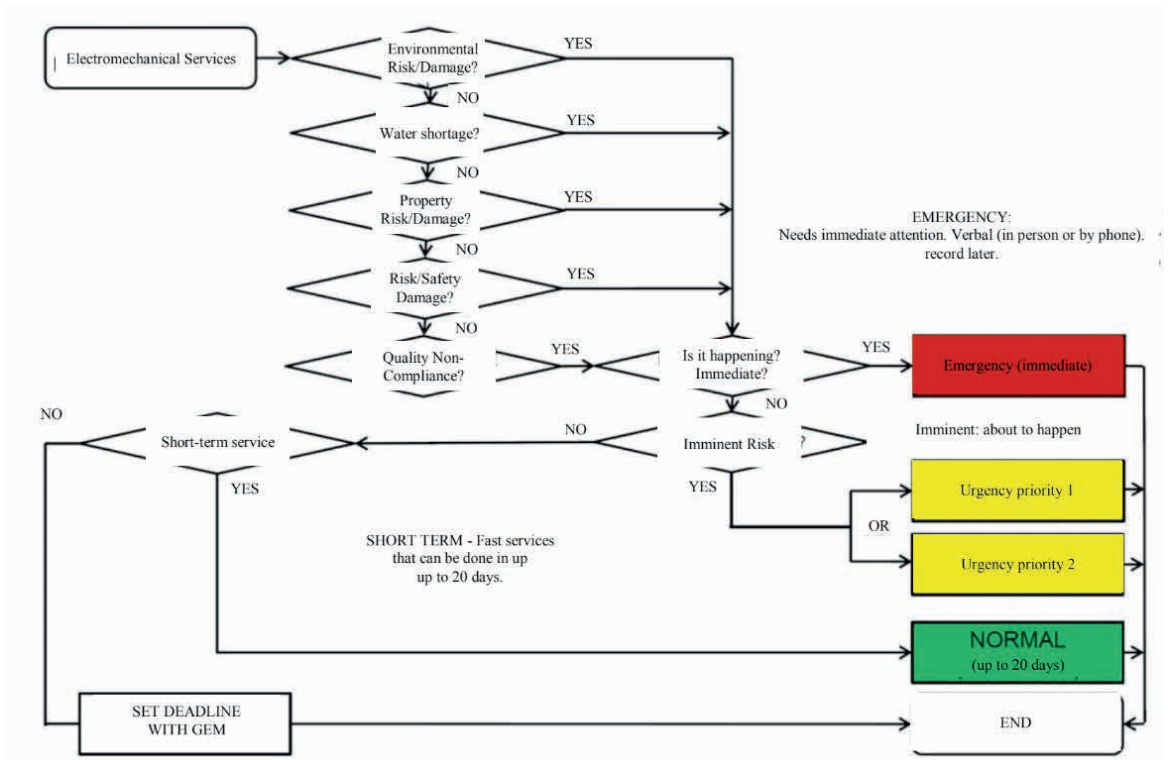 Electromechanical Services
Environmental
Risk/Damage?
YES
NO
Water shortage?
YES
NO
Property
Risk/Damage?
YES
NO
EMERGENCY:
Needs immediate attention. Verbal (in person or by phone).
record later.
Risk/Safety
Damage?
YES
NO
Quality Non-
Compliance?
YES
Is it happening?
Immediate?
YES
NO
Emergency (immediate)
Imminent Risk
?
NO
YES
Imminent: about to happen
Short-term service
NO
YES
Urgency priority 1
OR
Urgency priority 2
SHORT TERM - Fast services
that can be done in up
up to 20 days.
NORMAL
(up to 20 days)
SET DEADLINE
WITH GEM
END